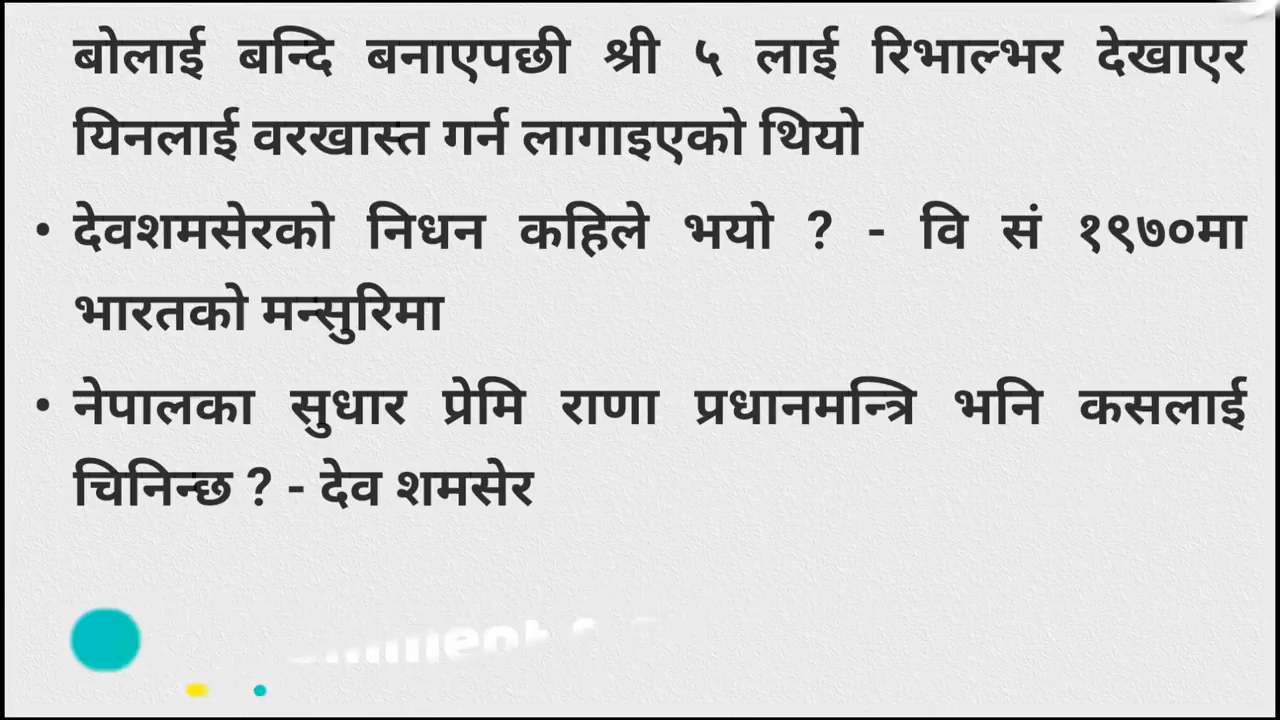 बोलाई बन्दि बनाएपछी श्री ५ लाई रिभाल्भर देखाएर
यिनलाई वरखास्त गर्न लागाइएको थियो
• देवशमसेरको निधन कहिले भयो ? - वि सं १९७०मा
भारतको मन्सुरिमा
• नेपालका सुधार प्रेमि राणा प्रधानमन्त्रि भनि कसलाई
चिनिन्छ ? - देव शमसेर